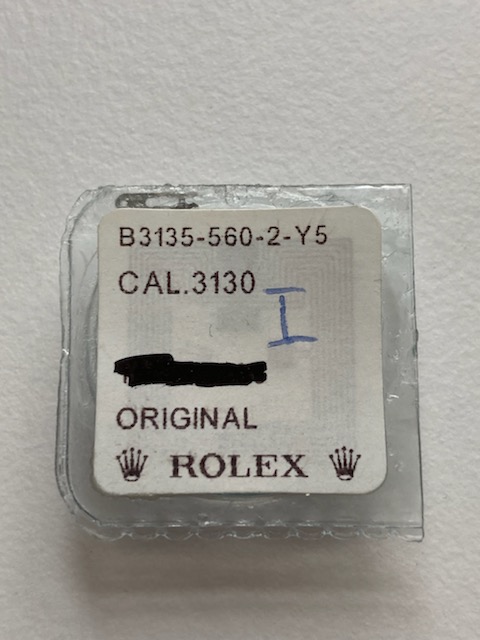 B3135-560-2-Y5
CAL.3130
I
ORIGINAL
ROLEX